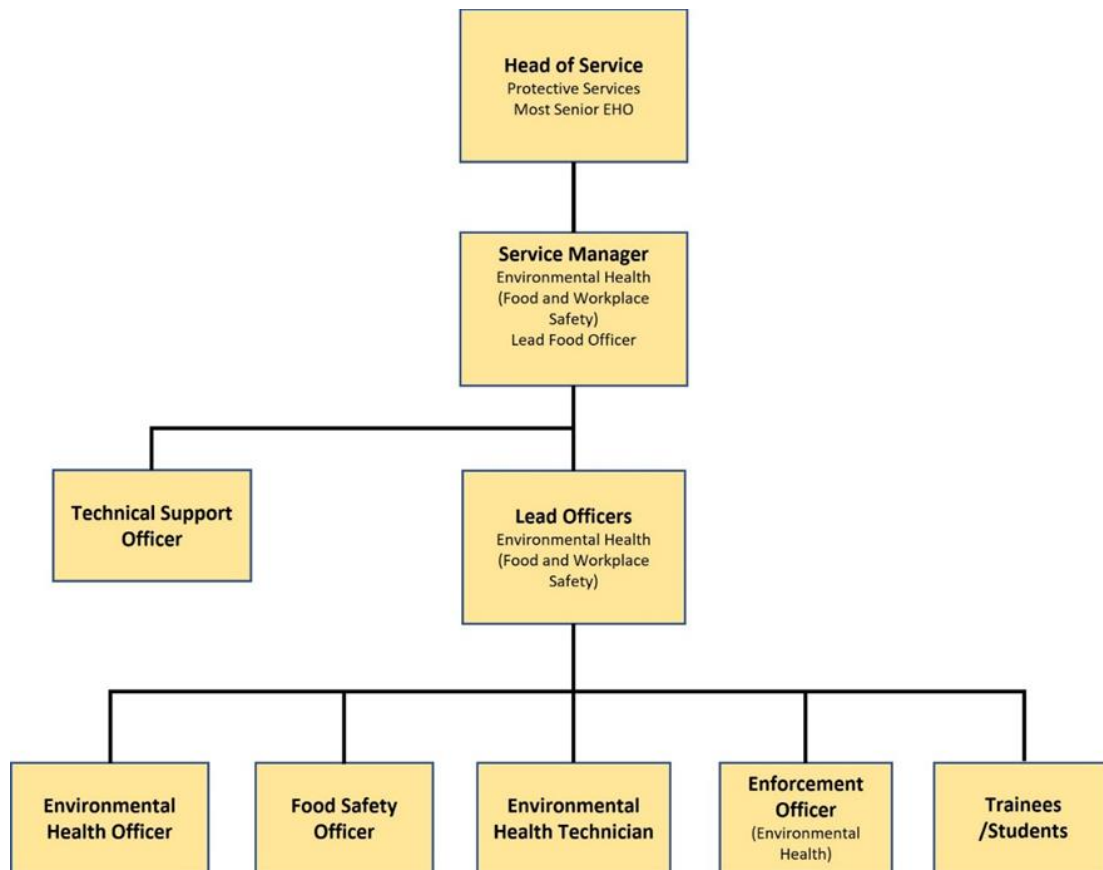 Head of Service
Protective Services
Most Senior EHO
Service Manager
Environmental Health
(Food and Workplace
Safety)
Lead Food Officer
Technical Support
Officer
Lead Officers
Environmental Health
(Food and Workplace
Safety)
Environmental
Health Officer
Food Safety
Officer
Environmental
Health Technician
Enforcement
Officer
(Environmental
Health)
Trainees
/Students